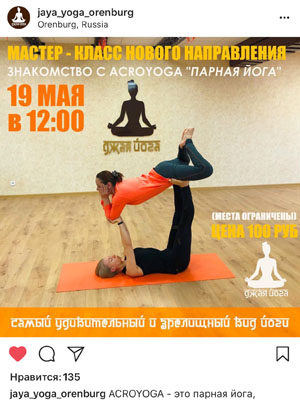 jaya_yoga_orenburg
Orenburg, Russia
МАСТЕР - КЛАСС НОВОГО НАПРАВЛЕНИЯ
ЗНАКОМСТВО С ACROYOGA "ПАРНАЯ ЙОГА"
19 МАЯ
В 12:00
джая йога
(МЕСТА ОГРАНИЧЕНЫ)
ЦЕНА 100 РУБ
джая йога
самый удивительный и зрелищный вид йоги
Нравится: 135
jaya_yoga_orenburg ACROYOGA - это парная йога,